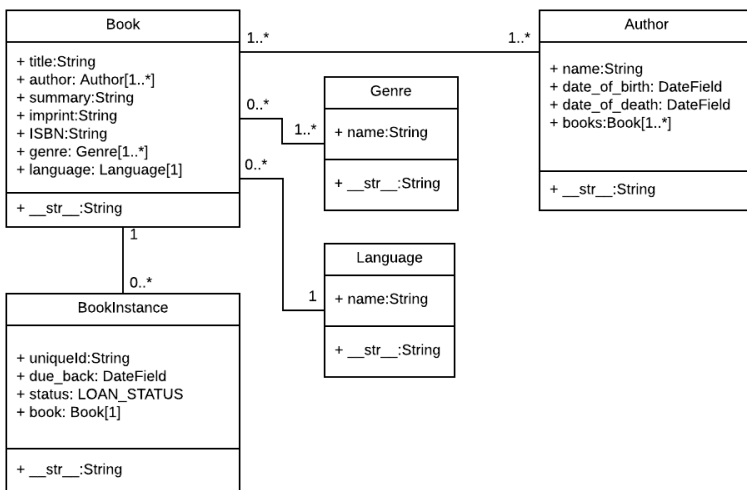 Book
+ title:String
+ author: Author[1..*]
+ summary:String
+ imprint:String
+ ISBN:String
+ genre: Genre[1..*]
+ language: Language[1]
+ __str__:String
1..*
1..*
Author
+ name:String
+ date_of_birth: DateField
+ date_of_death: DateField
+ books:Book[1..*]
+ __str__:String
0..*
1..*
Genre
+ name:String
+ __str__:String
0..*
1
Language
+ name:String
+ __str__:String
1
0..*
BookInstance
+ uniqueId:String
+ due_back: DateField
+ status: LOAN_STATUS
+ book: Book[1]
+ __str__:String